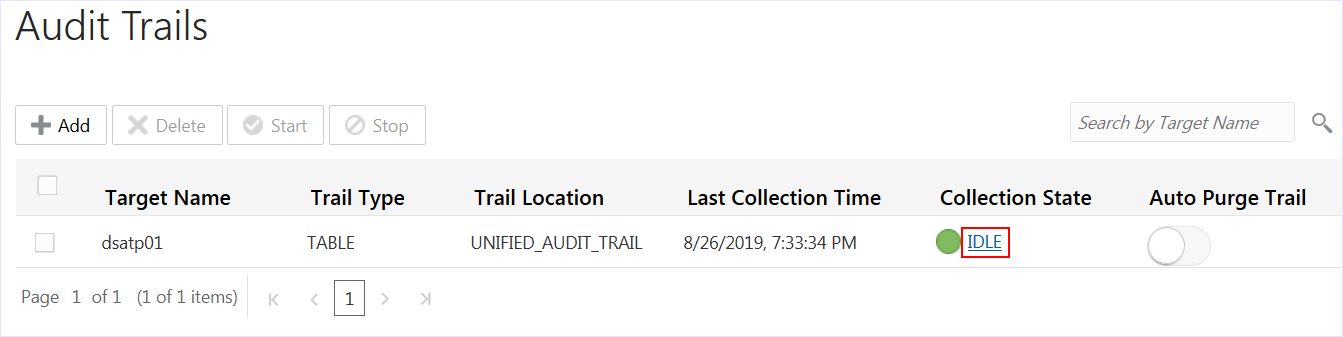 Audit Trails
Add Delete Start Stop Search by Target Name
Target Name Trail Type Trail Location Last Collection Time Collection State Auto Purge Trail
dsatp01 TABLE UNIFIED_AUDIT_TRAIL 8/26/2019, 7:33:34 PM IDLE
Page 1 of 1 (1 of 1 items) 1